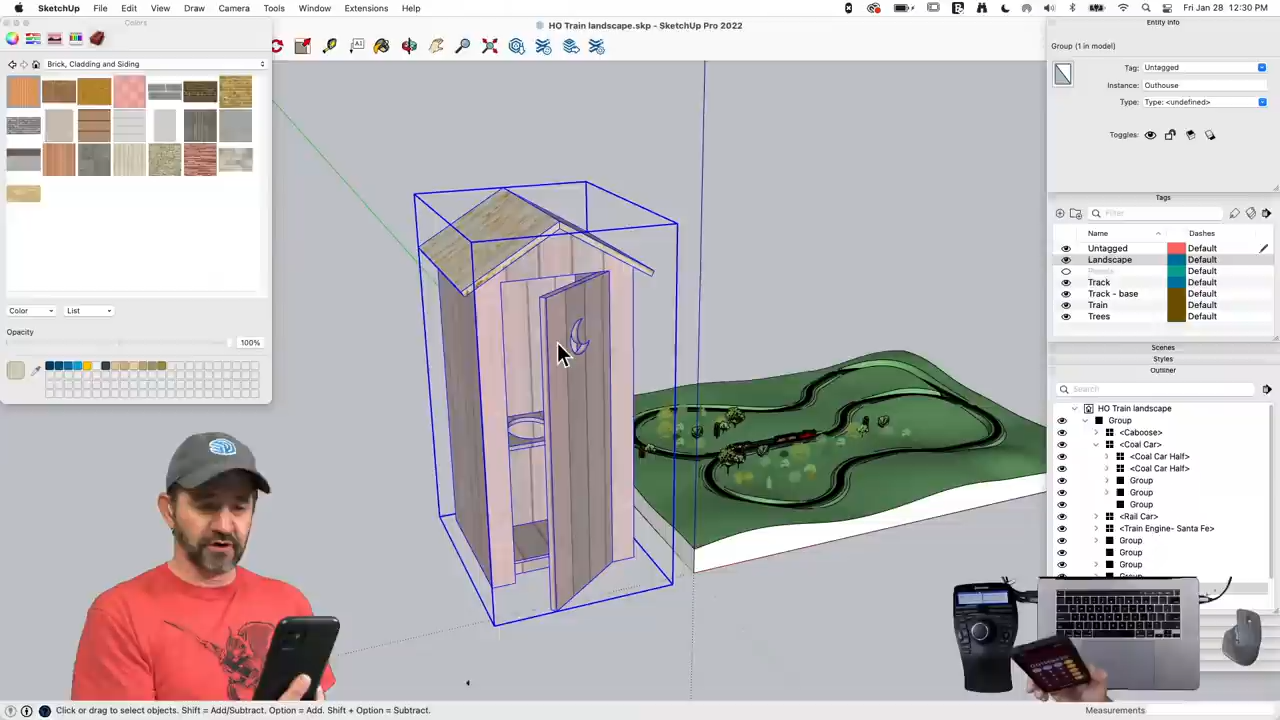 SketchUp File Edit View Draw Camera Tools Window Extensions Help
Fri Jan 28 12:30 PM
Colors
HO Train landscape.skp - SketchUp Pro 2022
Brick, Cladding and Siding
Color List
Opacity
100%
Entity Info
Group (1 in model)
Tag: Untagged
Instance: Outhouse
Type: Type: <undefined>
Toggles:
Tags
Filter
Name Dashes
Untagged Default
Landscape Default
Default
Track Default
Track - base Default
Train Default
Trees Default
Scenes
Styles
Outliner
Search
HO Train landscape
Group
<Caboose>
<Coal Car>
<Coal Car Half>
<Coal Car Half>
Group
Group
Group
<Rail Car>
<Train Engine- Santa Fe>
Group
Group
Group
Click or drag to select objects. Shift = Add/Subtract. Option = Add. Shift + Option = Subtract.
Measurements